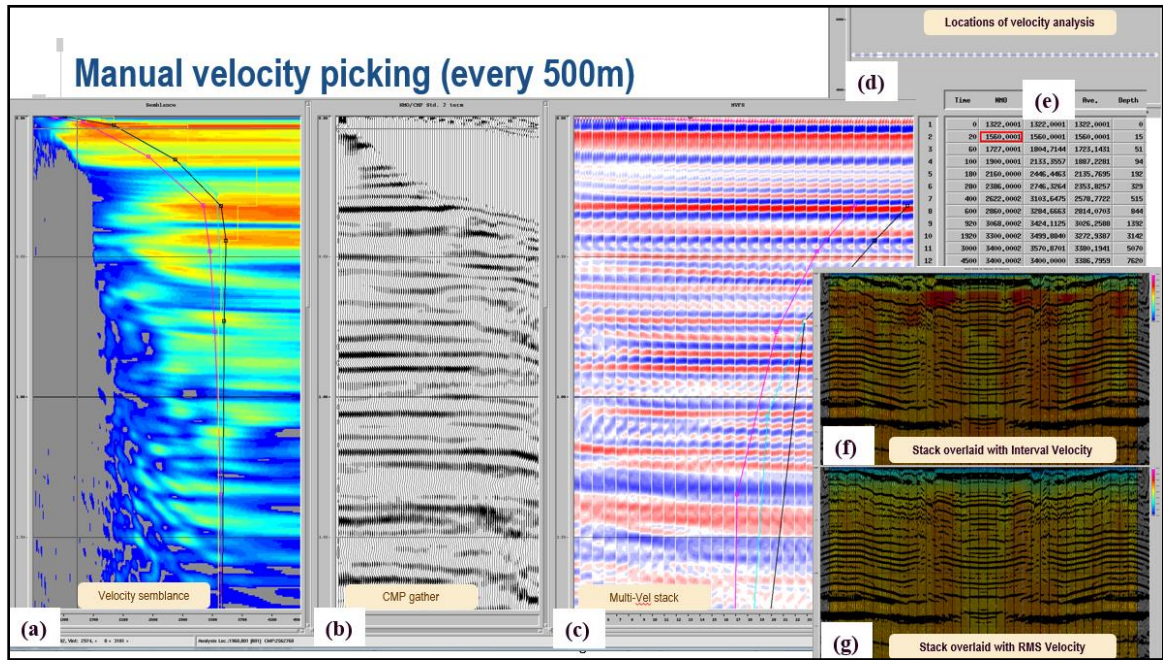 Locations of velocity analysis
Manual velocity picking (every 500m)
(d)
(e)
Semblance
NMO/CMP Std. 2 term
MVFS
Time NMO Ave. Depth
1 0 1322,0001 1322,0001 1322,0001 0
2 20 1560,0001 1560,0001 1560,0001 15
3 60 1727,0001 1804,7144 1723,1431 51
4 100 1900,0001 2133,3557 1887,2281 94
5 180 2160,0000 2446,4463 2135,7695 192
6 280 2386,0000 2746,3264 2353,8257 329
7 400 2622,0002 3103,6475 2578,7722 515
8 600 2860,0002 3284,6663 2814,0703 844
9 920 3068,0002 3424,1125 3026,2588 1392
10 1920 3300,0002 3499,8840 3272,9387 3142
11 3000 3400,0002 3570,8701 3380,1941 5070
12 4500 3400,0002 3400,0000 3386,7959 7620
(f)
Stack overlaid with Interval Velocity
Velocity semblance
CMP gather
Multi-Vel stack
(a)
(b)
(c)
(g)
Stack overlaid with RMS Velocity